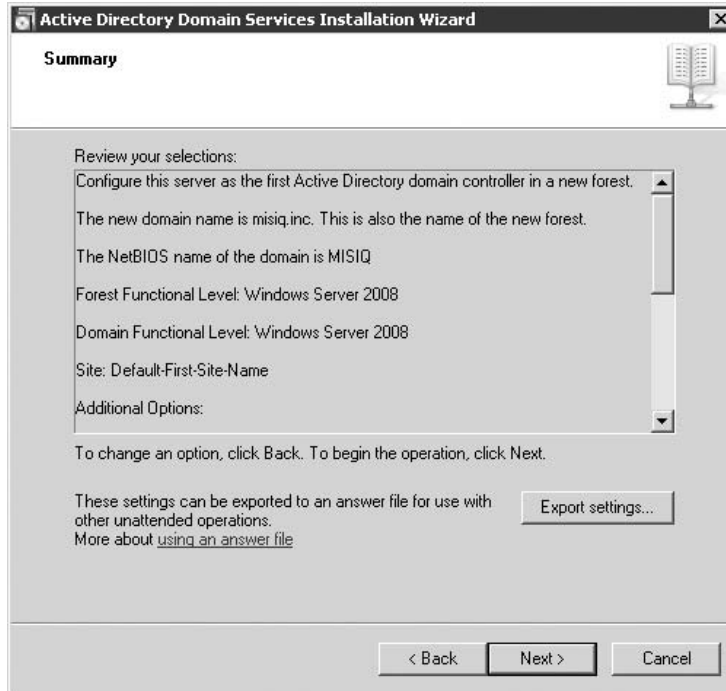 Active Directory Domain Services Installation Wizard
Summary
Review your selections:
Configure this server as the first Active Directory domain controller in a new forest.
The new domain name is misiq.inc. This is also the name of the new forest.
The NetBIOS name of the domain is MISIQ
Forest Functional Level: Windows Server 2008
Domain Functional Level: Windows Server 2008
Site: Default-First-Site-Name
Additional Options:
To change an option, click Back. To begin the operation, click Next.
These settings can be exported to an answer file for use with
other unattended operations.
More about using an answer file
Export settings...
< Back
Next >
Cancel